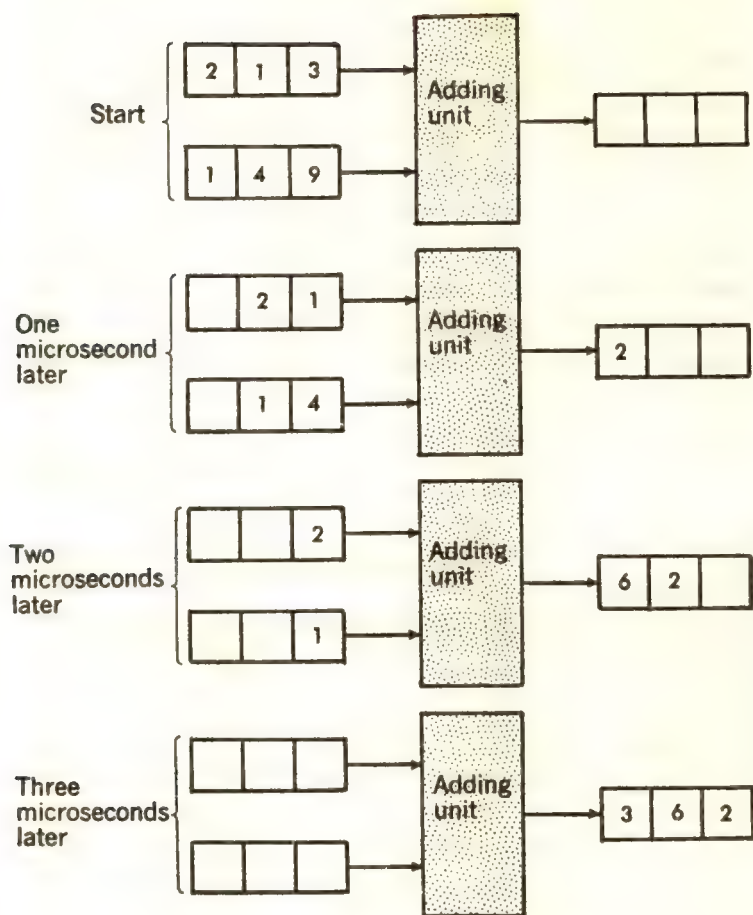 Start
2 1 3
1 4 9
Adding
unit
One
microsecond
later
2 1
1 4
Adding
unit
2
Two
microseconds
later
2
1
Adding
unit
6 2
Three
microseconds
later
Adding
unit
3 6 2